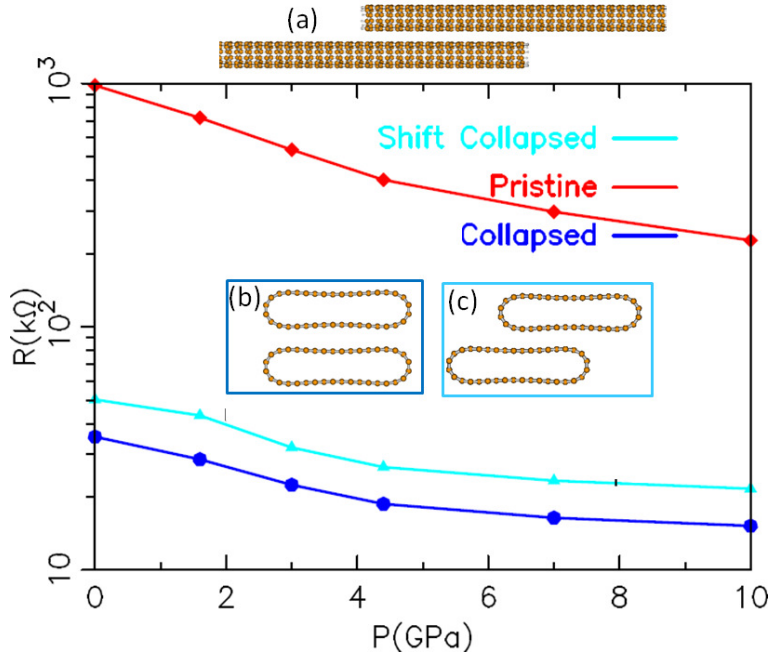 (a)
10³
Shift Collapsed
Pristine
Collapsed
(b)
(c)
10²
R(kΩ)
10
0
2
4
6
8
10
P(GPa)